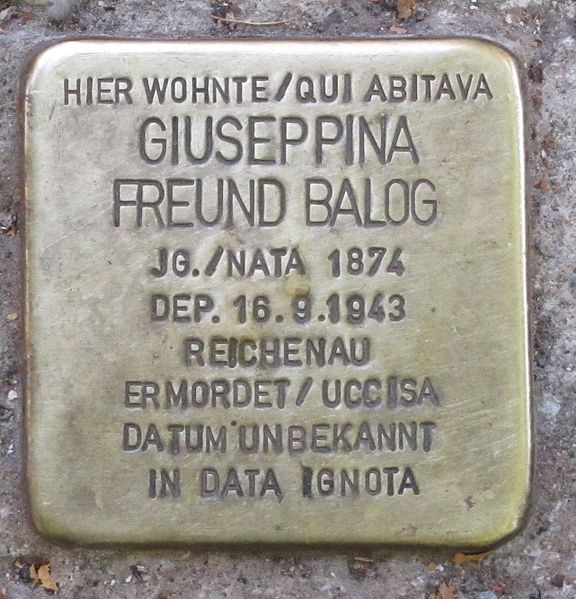 HIER WOHNTE/QUI ABITAVA
GIUSEPPINA
FREUND BALOG
JG./NATA 1874
DEP. 16.9.1943
REICHENAU
ERMORDET/UCCISA
DATUM UNBEKANNT
IN DATA IGNOTA